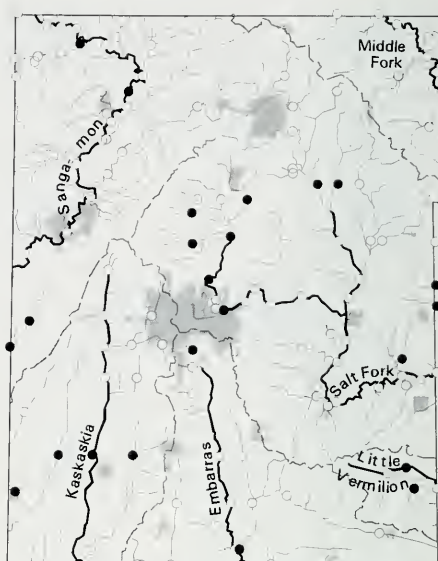 Middle
Fork
Sanga-
mon
Salt Fork
Kaskaskia
Embarras
Little
Vermilion